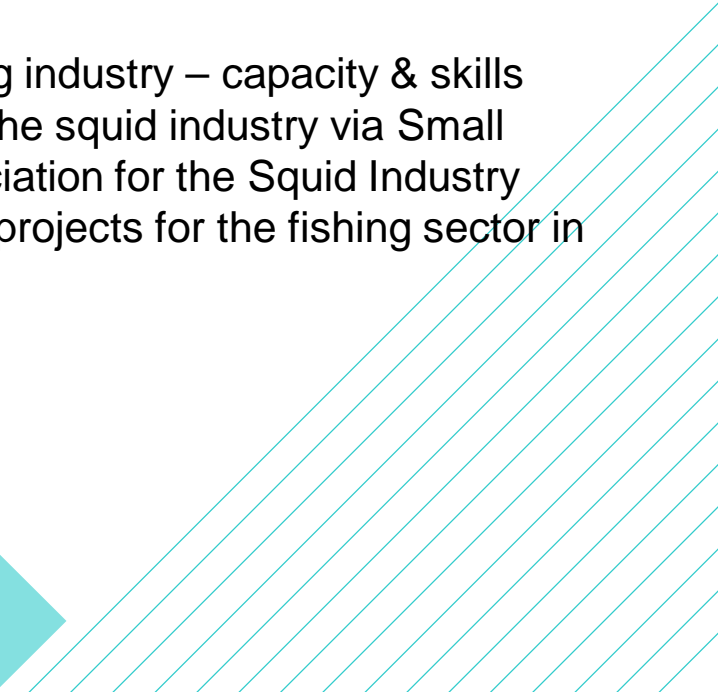 g industry – capacity & skills
he squid industry via Small
ciation for the Squid Industry
projects for the fishing sector in